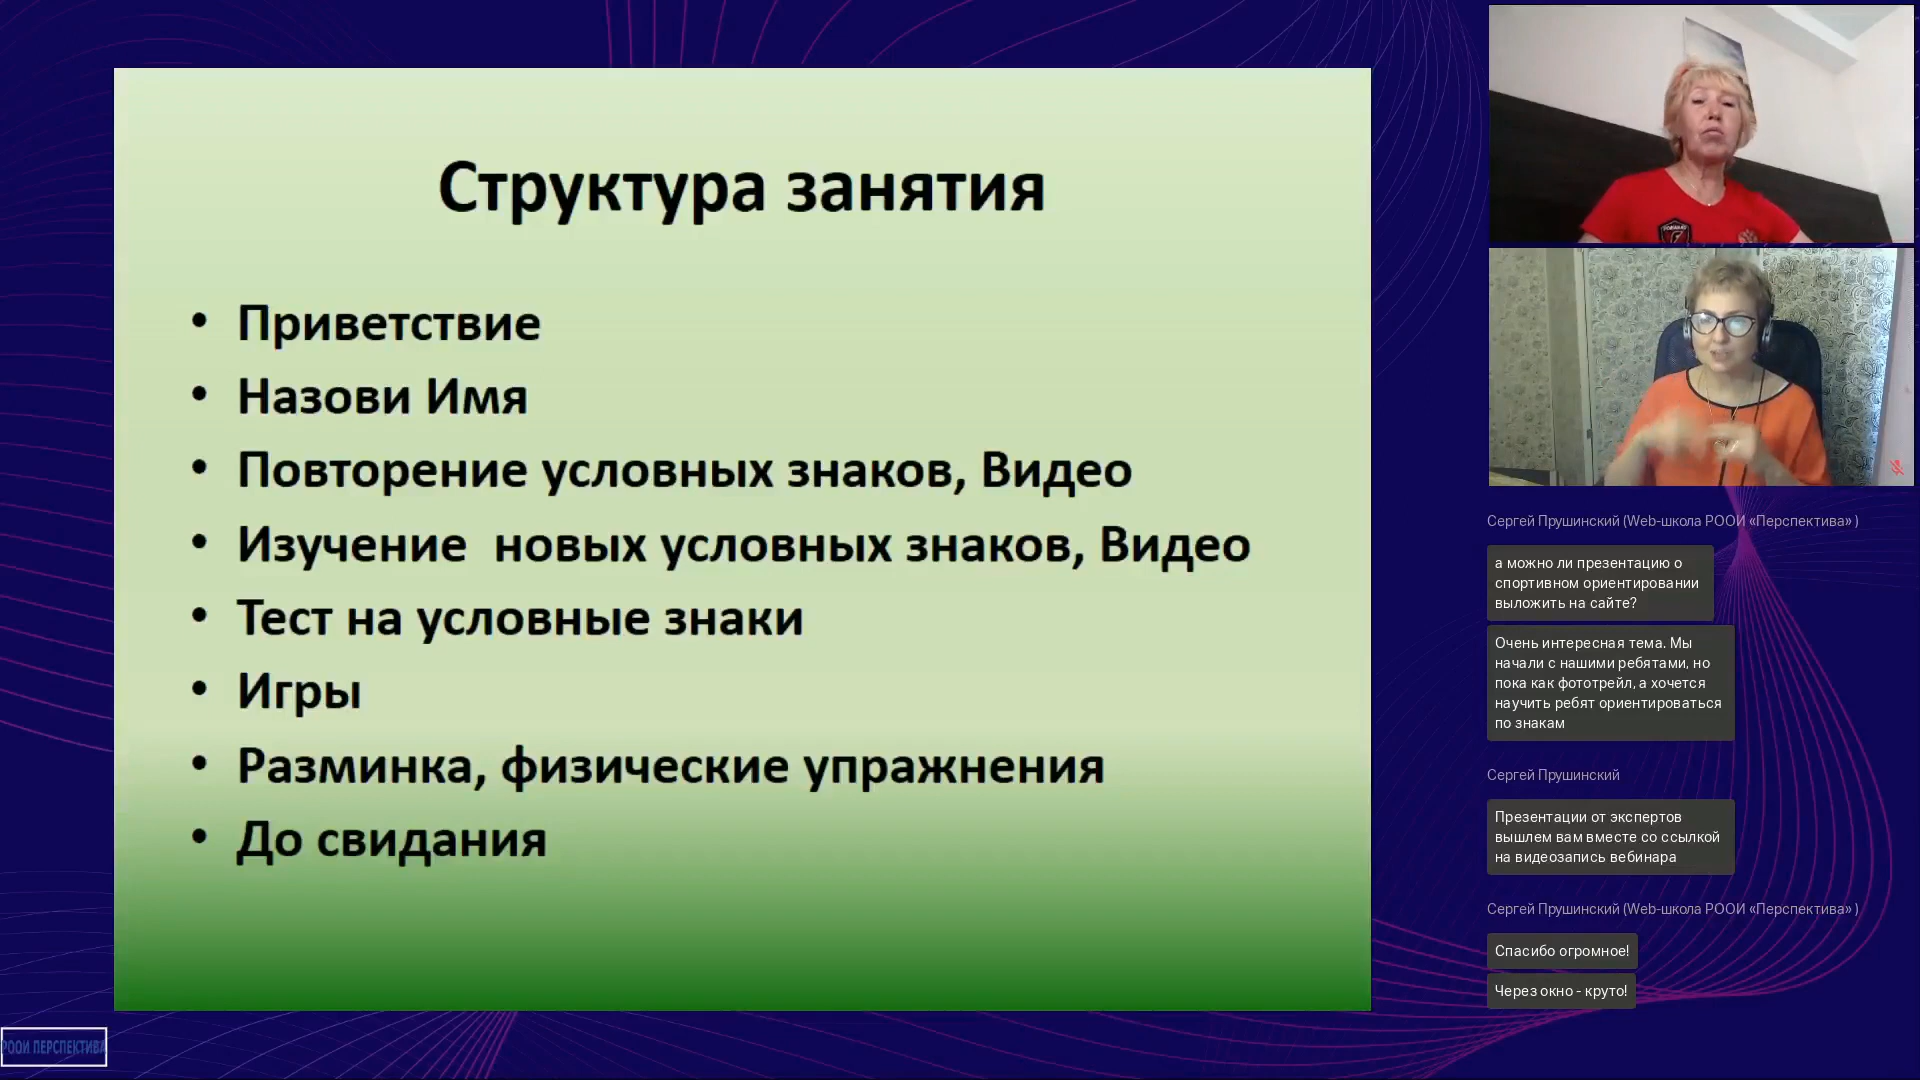 Структура занятия
• Приветствие
• Назови Имя
• Повторение условных знаков, Видео
• Изучение  новых условных знаков, Видео
• Тест на условные знаки
• Игры
• Разминка, физические упражнения
• До свидания
РООИ ПЕРСПЕКТИВА
Сергей Прушинский (Web-школа РООИ «Перспектива» )
а можно ли презентацию о
спортивном ориентировании
выложить на сайте?
Очень интересная тема. Мы
начали с нашими ребятами, но
пока как фототрейл, а хочется
научить ребят ориентироваться
по знакам
Сергей Прушинский
Презентации от экспертов
вышлем вам вместе со ссылкой
на видеозапись вебинара
Сергей Прушинский (Web-школа РООИ «Перспектива» )
Спасибо огромное!
Через окно - круто!